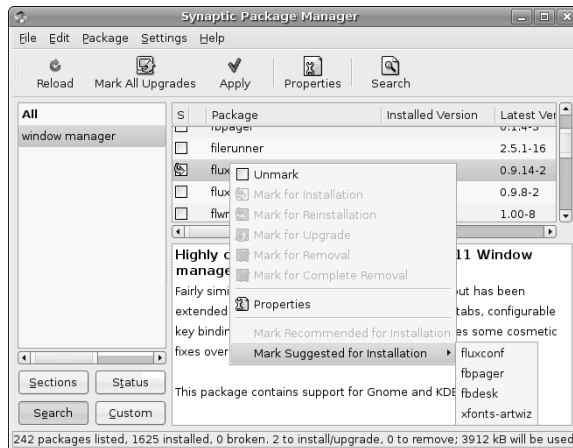 Synaptic Package Manager
File Edit Package Settings Help
Reload Mark All Upgrades Apply Properties Search
All
window manager
S Package Installed Version Latest Ver
fbpager 0.1.4-5
filerunner 2.5.1-16
flux 0.9.14-2
flux 0.9.8-2
flwr 1.00-8
Unmark
Mark for Installation
Mark for Reinstallation
Mark for Upgrade
Mark for Removal
Mark for Complete Removal
Properties
Mark Recommended for Installation
Mark Suggested for Installation
fluxconf
fbpager
fbdesk
xfonts-artwiz
Highly c 11 Window
manage
Fairly simi ut has been
extended tabs, configurable
key bindin es some cosmetic
fixes over
This package contains support for Gnome and KDE
Sections Status
Search Custom
242 packages listed, 1625 installed, 0 broken. 2 to install/upgrade, 0 to remove; 3912 kB will be used